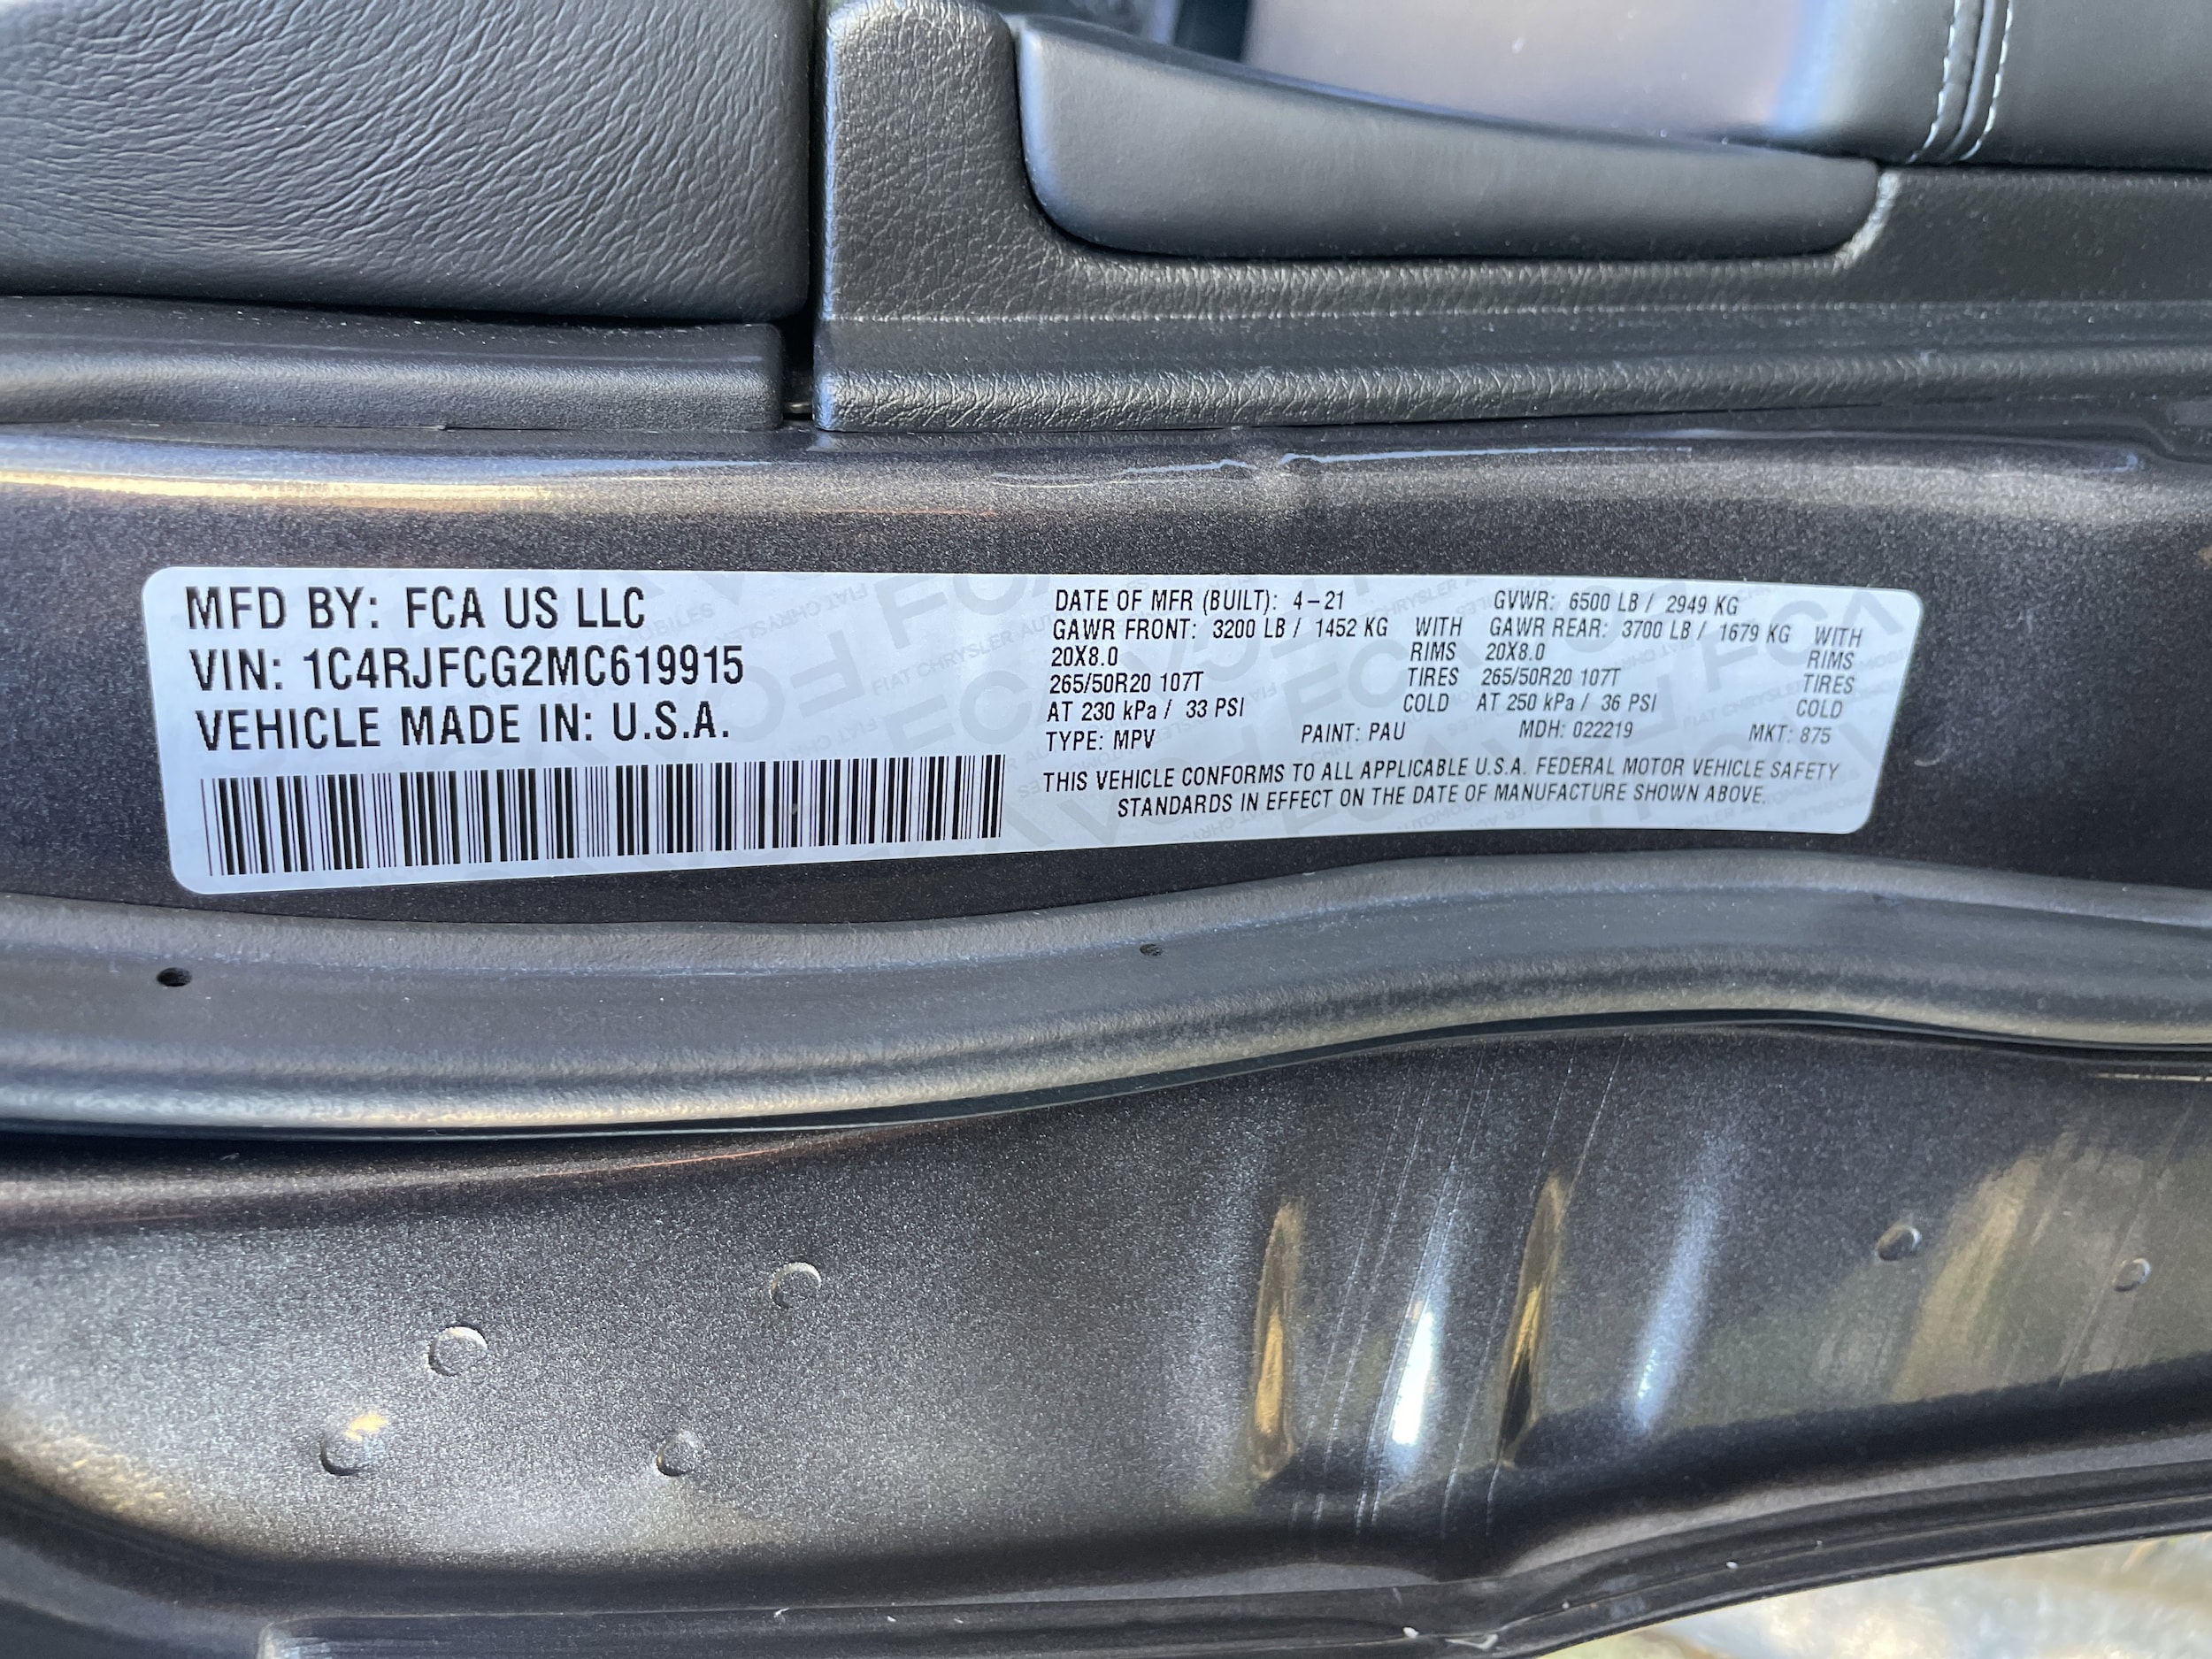 MFD BY: FCA US LLC
VIN: 1C4RJFCG2MC619915
VEHICLE MADE IN: U.S.A.
DATE OF MFR (BUILT): 4-21 GVWR: 6500 LB / 2949 KG
GAWR FRONT: 3200 LB / 1452 KG WITH GAWR REAR: 3700 LB / 1679 KG WITH
20X8.0 RIMS 20X8.0 RIMS
265/50R20 107T TIRES 265/50R20 107T TIRES
AT 230 kPa / 33 PSI COLD AT 250 kPa / 36 PSI COLD
TYPE: MPV PAINT: PAU MDH: 022219 MKT: 875
THIS VEHICLE CONFORMS TO ALL APPLICABLE U.S.A. FEDERAL MOTOR VEHICLE SAFETY
STANDARDS IN EFFECT ON THE DATE OF MANUFACTURE SHOWN ABOVE.